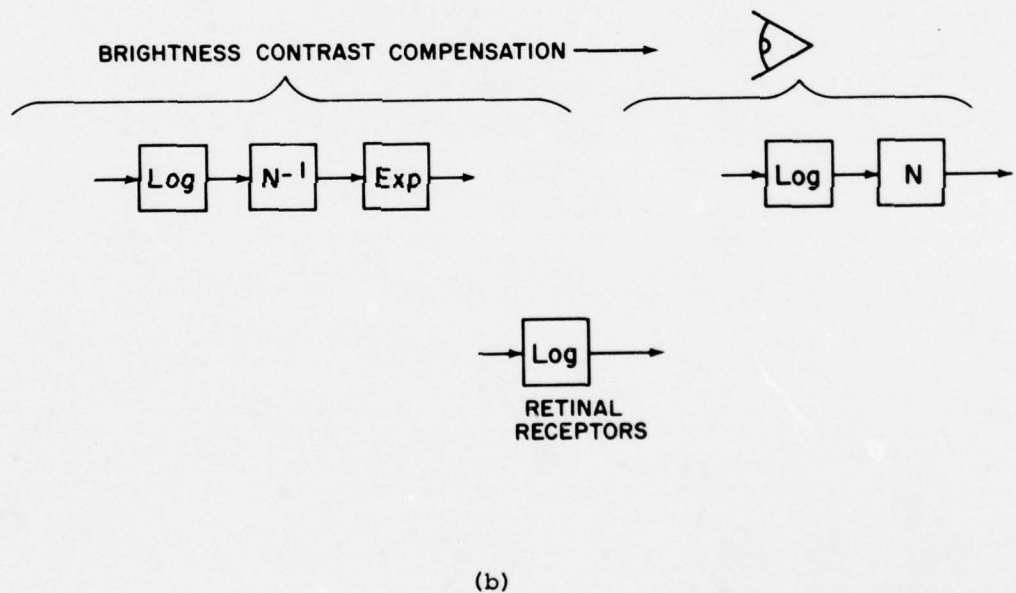 BRIGHTNESS CONTRAST COMPENSATION
Log N-1 Exp Log N
Log
RETINAL
RECEPTORS
(b)